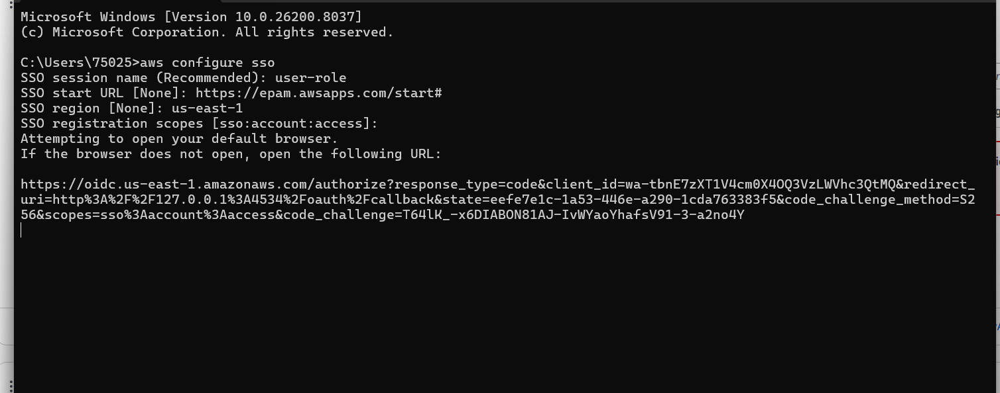 Microsoft Windows [Version 10.0.26200.8037]
(c) Microsoft Corporation. All rights reserved.
C:\Users\75025>aws configure sso
SSO session name (Recommended): user-role
SSO start URL [None]: https://epam.awsapps.com/start#
SSO region [None]: us-east-1
SSO registration scopes [sso:account:access]:
Attempting to open your default browser.
If the browser does not open, open the following URL:
https://oidc.us-east-1.amazonaws.com/authorize?response_type=code&client_id=wa-tbnE7zXT1V4cm0X4OQ3VzLWVhc3QtMQ&redirect_
uri=http%3A%2F%2F127.0.0.1%3A4534%2Foauth%2Fcallback&state=eefe7e1c-1a53-446e-a290-1cda763383f5&code_challenge_method=S2
56&scopes=sso%3Aaccount%3Aaccess&code_challenge=T64lK_-x6DIABON81AJ-IvWYaoYhafsV91-3-a2no4Y